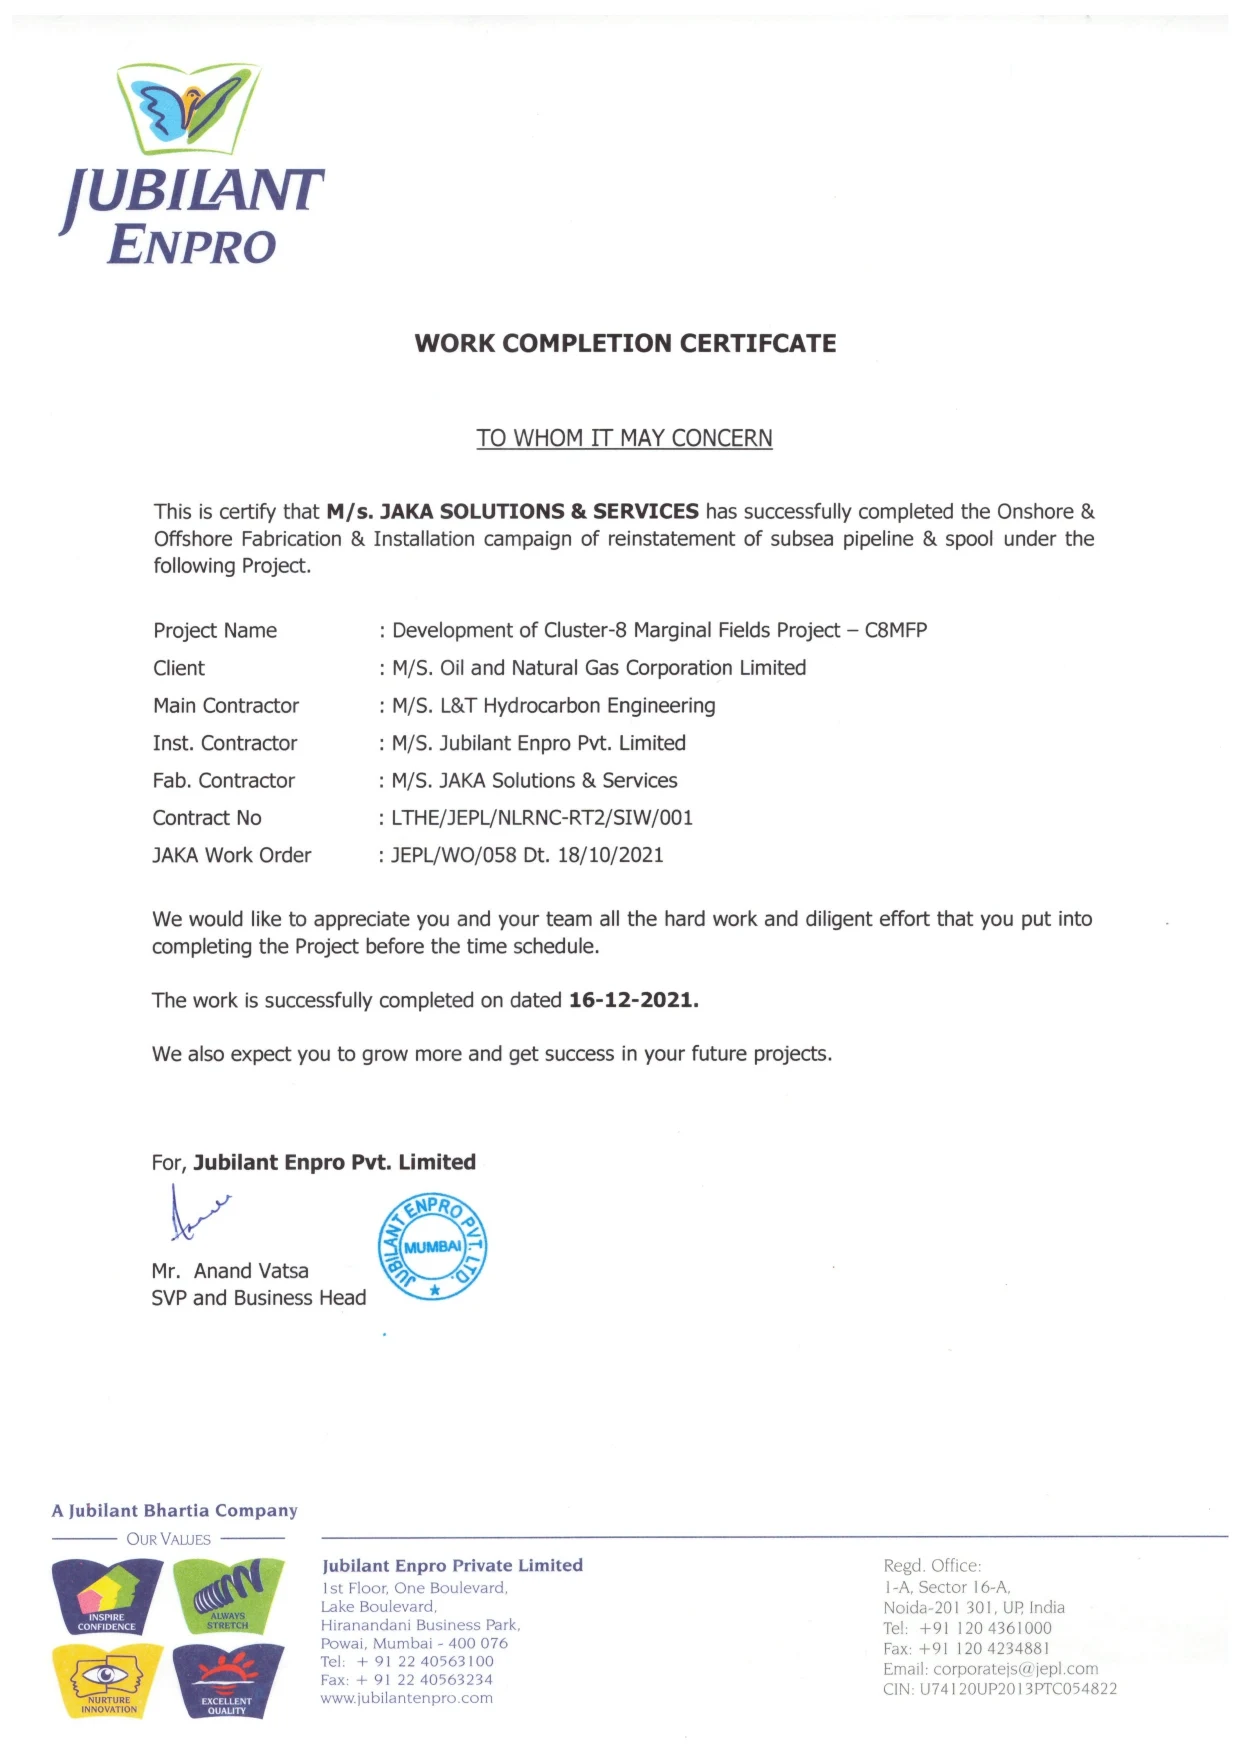 JUBILANT
ENPRO
WORK COMPLETION CERTIFCATE
TO WHOM IT MAY CONCERN
This is certify that M/s. JAKA SOLUTIONS & SERVICES has successfully completed the Onshore &
Offshore Fabrication & Installation campaign of reinstatement of subsea pipeline & spool under the
following Project.
Project Name : Development of Cluster-8 Marginal Fields Project – C8MFP
Client : M/S. Oil and Natural Gas Corporation Limited
Main Contractor : M/S. L&T Hydrocarbon Engineering
Inst. Contractor : M/S. Jubilant Enpro Pvt. Limited
Fab. Contractor : M/S. JAKA Solutions & Services
Contract No : LTHE/JEPL/NLRNC-RT2/SIW/001
JAKA Work Order : JEPL/WO/058 Dt. 18/10/2021
We would like to appreciate you and your team all the hard work and diligent effort that you put into
completing the Project before the time schedule.
The work is successfully completed on dated 16-12-2021.
We also expect you to grow more and get success in your future projects.
For, Jubilant Enpro Pvt. Limited
JUBILANT ENPRO PVT. LTD.
MUMBAI
Mr. Anand Vatsa
SVP and Business Head
A Jubilant Bhartia Company
OUR VALUES
INSPIRE
CONFIDENCE
ALWAYS
STRETCH
NURTURE
INNOVATION
EXCELLENT
QUALITY
Jubilant Enpro Private Limited
1st Floor, One Boulevard,
Lake Boulevard,
Hiranandani Business Park,
Powai, Mumbai - 400 076
Tel: + 91 22 40563100
Fax: + 91 22 40563234
www.jubilantenpro.com
Regd. Office:
1-A, Sector 16-A,
Noida-201 301, UP, India
Tel: +91 120 4361000
Fax: +91 120 4234881
Email: corporatejs@jepl.com
CIN: U74120UP2013PTC054822